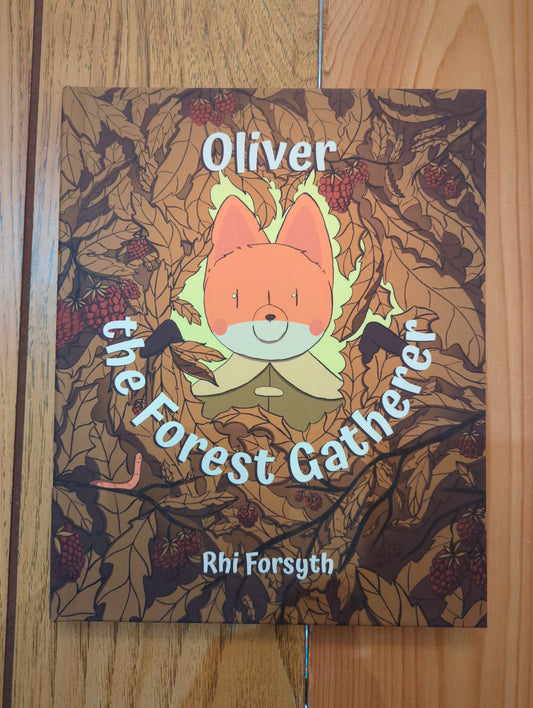 Oliver
the Forest Gatherer
Rhi Forsyth